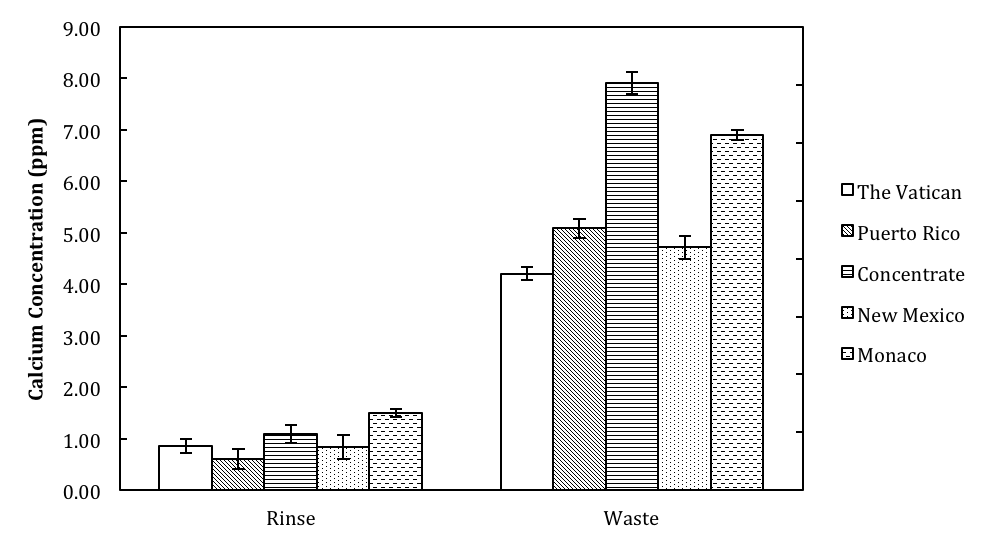 9.00
8.00
7.00
6.00
5.00
4.00
3.00
2.00
1.00
0.00
Calcium Concentration (ppm)
Rinse
Waste
The Vatican
Puerto Rico
Concentrate
New Mexico
Monaco